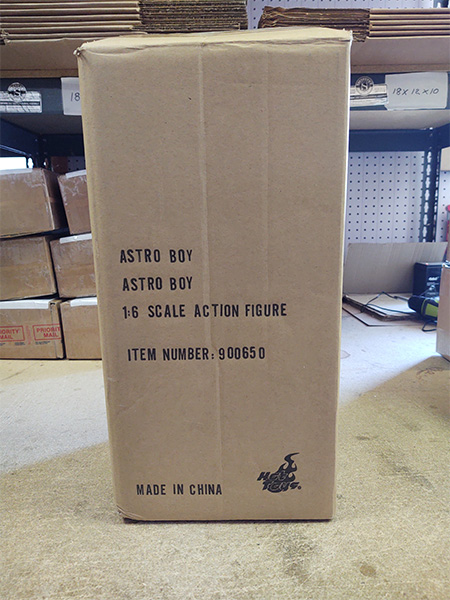 18
18 x 12 x 10
ASTRO BOY
ASTRO BOY
1:6 SCALE ACTION FIGURE
ITEM NUMBER: 900650
PRIORITY
MAIL
PRIORITY
MAIL
MADE IN CHINA
Hot
Toys®